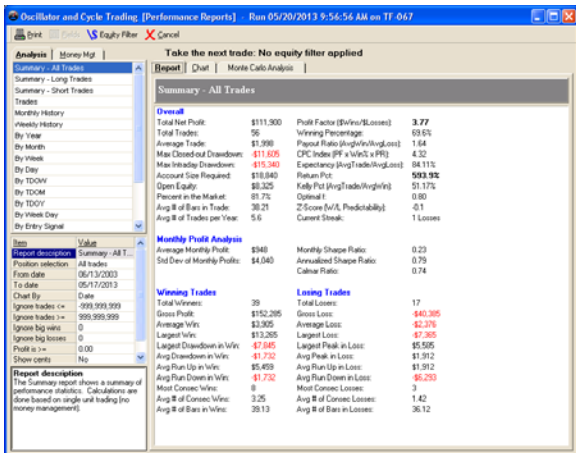 Oscillator and Cycle Trading [Performance Reports] - Run 05/20/2013 9:56:56 AM on TF-067
Print Fields Equity Filter Cancel
Analysis Money Mgt
Take the next trade: No equity filter applied
Summary - All Trades
Summary - Long Trades
Summary - Short Trades
Trades
Monthly History
Weekly History
By Year
By Month
By Week
By Day
By TDOW
By TDOM
By TDOY
By Week Day
By Entry Signal
Item Value
Report description Summary - All T...
Position selection All trades
From date 06/13/2003
To date 05/17/2013
Chart By Date
Ignore trades <= -999,999,999
Ignore trades >= 999,999,999
Ignore big wins 0
Ignore big losses 0
Profit is >= 0.00
Show cents No
Report description
The Summary report shows a summary of
performance statistics. Calculations are
done based on single unit trading (no
money management).
Report Chart Monte Carlo Analysis
Summary - All Trades
Overall
Total Net Profit: $111,900 Profit Factor ($Wins/$Losses): 3.77
Total Trades: 56 Winning Percentage: 69.6%
Average Trade: $1,998 Payout Ratio (AvgWin/AvgLoss): 1.64
Max Closed-out Drawdown: -$11,605 CPC Index (PF x Win% x PR): 4.32
Max Intraday Drawdown: -$15,340 Expectancy (AvgTrade/AvgLoss): 84.11%
Account Size Required: $18,840 Return Pct: 593.9%
Open Equity: $8,325 Kelly Pct (AvgTrade/AvgWin): 51.17%
Percent in the Market: 81.7% Optimal f: 0.80
Avg # of Bars in Trade: 38.21 Z-Score (W/L Predictability): -0.1
Avg # of Trades per Year: 5.6 Current Streak: 1 Losses
Monthly Profit Analysis
Average Monthly Profit: $948 Monthly Sharpe Ratio: 0.23
Std Dev of Monthly Profits: $4,040 Annualized Sharpe Ratio: 0.79
Calmar Ratio: 0.74
Winning Trades Losing Trades
Total Winners: 39 Total Losers: 17
Gross Profit: $152,285 Gross Loss: -$40,385
Average Win: $3,905 Average Loss: -$2,376
Largest Win: $13,265 Largest Loss: -$7,365
Largest Drawdown in Win: -$7,845 Largest Peak in Loss: $5,585
Avg Drawdown in Win: -$1,732 Avg Peak in Loss: $1,912
Avg Run Up in Win: $5,459 Avg Run Up in Loss: $1,912
Avg Run Down in Win: -$1,732 Avg Run Down in Loss: -$6,293
Most Consec Wins: 8 Most Consec Losses: 3
Avg # of Consec Wins: 3.25 Avg # of Consec Losses: 1.42
Avg # of Bars in Wins: 39.13 Avg # of Bars in Losses: 36.12